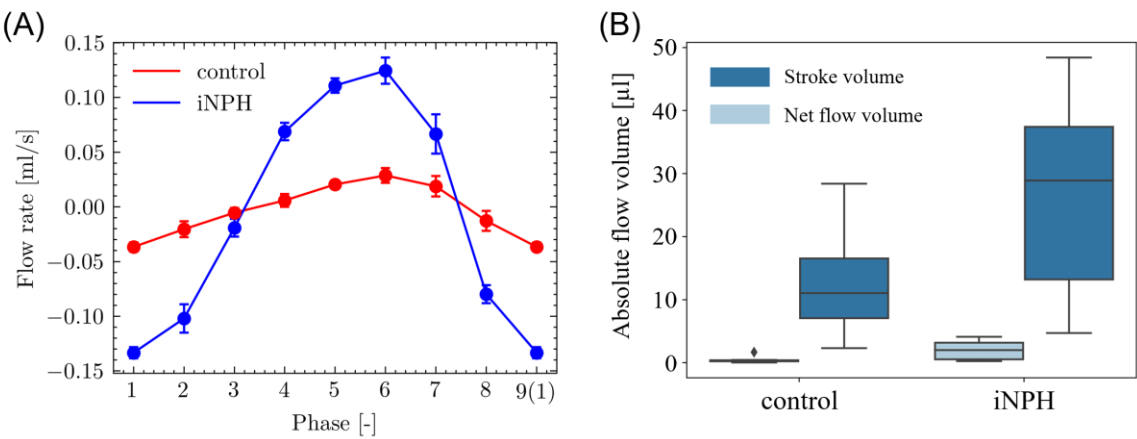 (A)
0.15
0.10
0.05
0.00
−0.05
−0.10
−0.15
Flow rate [ml/s]
control
iNPH
1 2 3 4 5 6 7 8 9(1)
Phase [-]
(B)
50
40
30
20
10
0
Absolute flow volume [µl]
Stroke volume
Net flow volume
control iNPH